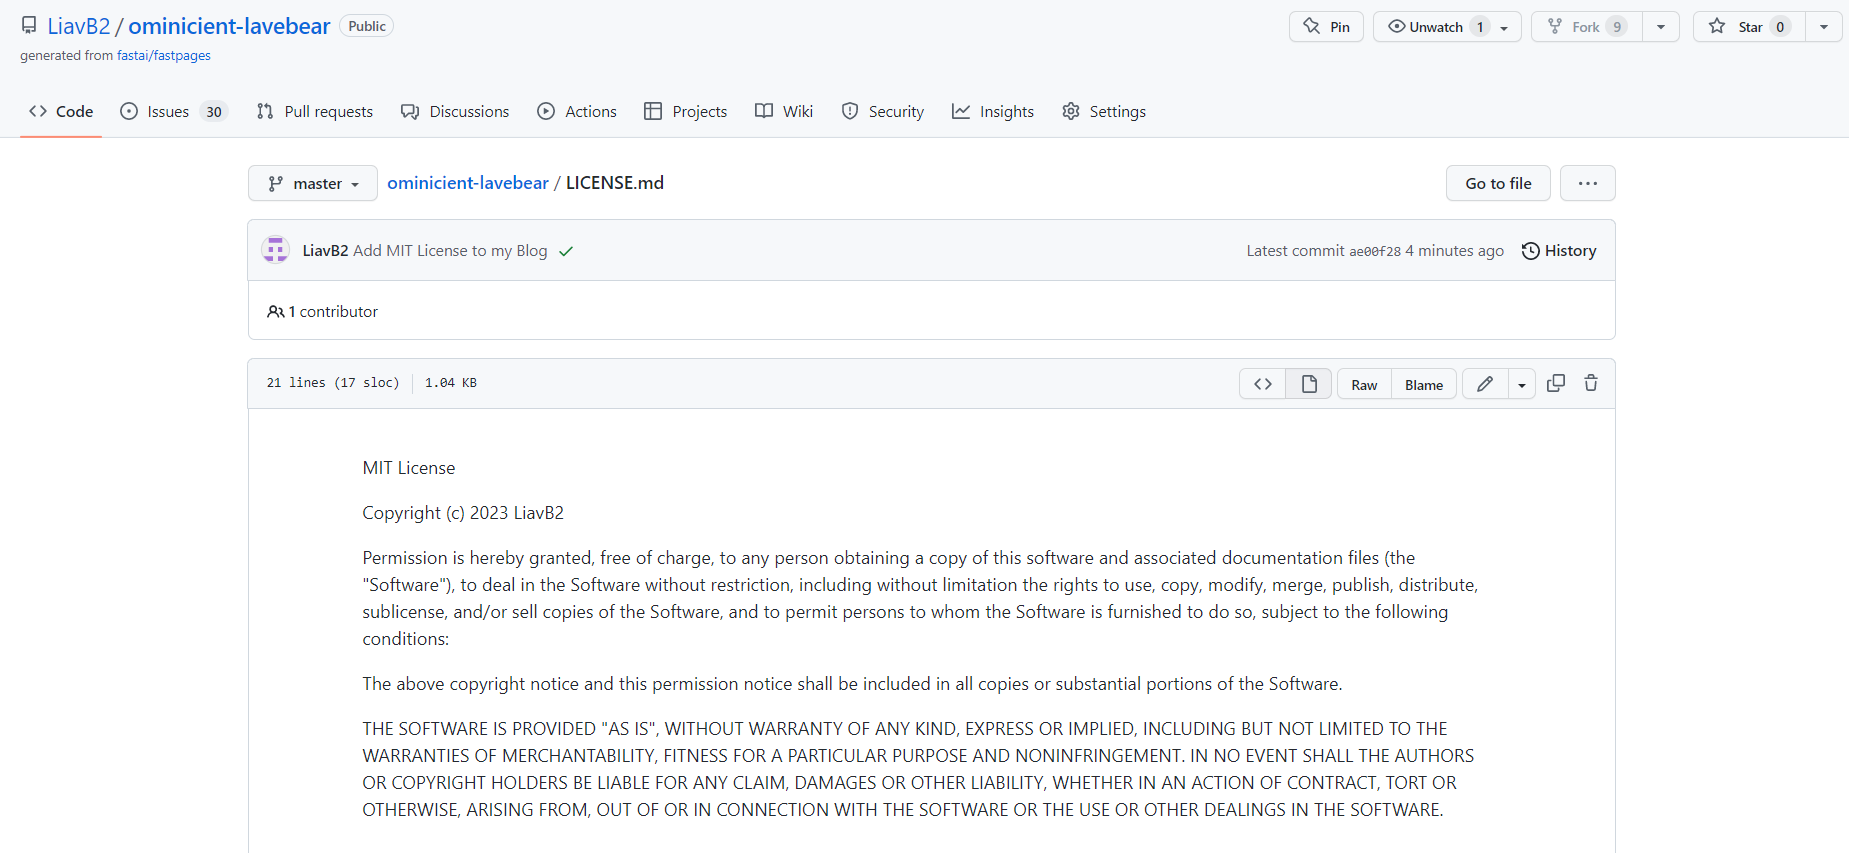 LiavB2 / ominicient-lavebear Public
generated from fastai/fastpages
Pin
Unwatch 1
Fork 9
Star 0
Code
Issues 30
Pull requests
Discussions
Actions
Projects
Wiki
Security
Insights
Settings
master
ominicient-lavebear / LICENSE.md
Go to file
LiavB2 Add MIT License to my Blog
Latest commit ae00f28 4 minutes ago
History
1 contributor
21 lines (17 sloc)
1.04 KB
Raw
Blame
MIT License
Copyright (c) 2023 LiavB2
Permission is hereby granted, free of charge, to any person obtaining a copy of this software and associated documentation files (the
"Software"), to deal in the Software without restriction, including without limitation the rights to use, copy, modify, merge, publish, distribute,
sublicense, and/or sell copies of the Software, and to permit persons to whom the Software is furnished to do so, subject to the following
conditions:
The above copyright notice and this permission notice shall be included in all copies or substantial portions of the Software.
THE SOFTWARE IS PROVIDED "AS IS", WITHOUT WARRANTY OF ANY KIND, EXPRESS OR IMPLIED, INCLUDING BUT NOT LIMITED TO THE
WARRANTIES OF MERCHANTABILITY, FITNESS FOR A PARTICULAR PURPOSE AND NONINFRINGEMENT. IN NO EVENT SHALL THE AUTHORS
OR COPYRIGHT HOLDERS BE LIABLE FOR ANY CLAIM, DAMAGES OR OTHER LIABILITY, WHETHER IN AN ACTION OF CONTRACT, TORT OR
OTHERWISE, ARISING FROM, OUT OF OR IN CONNECTION WITH THE SOFTWARE OR THE USE OR OTHER DEALINGS IN THE SOFTWARE.